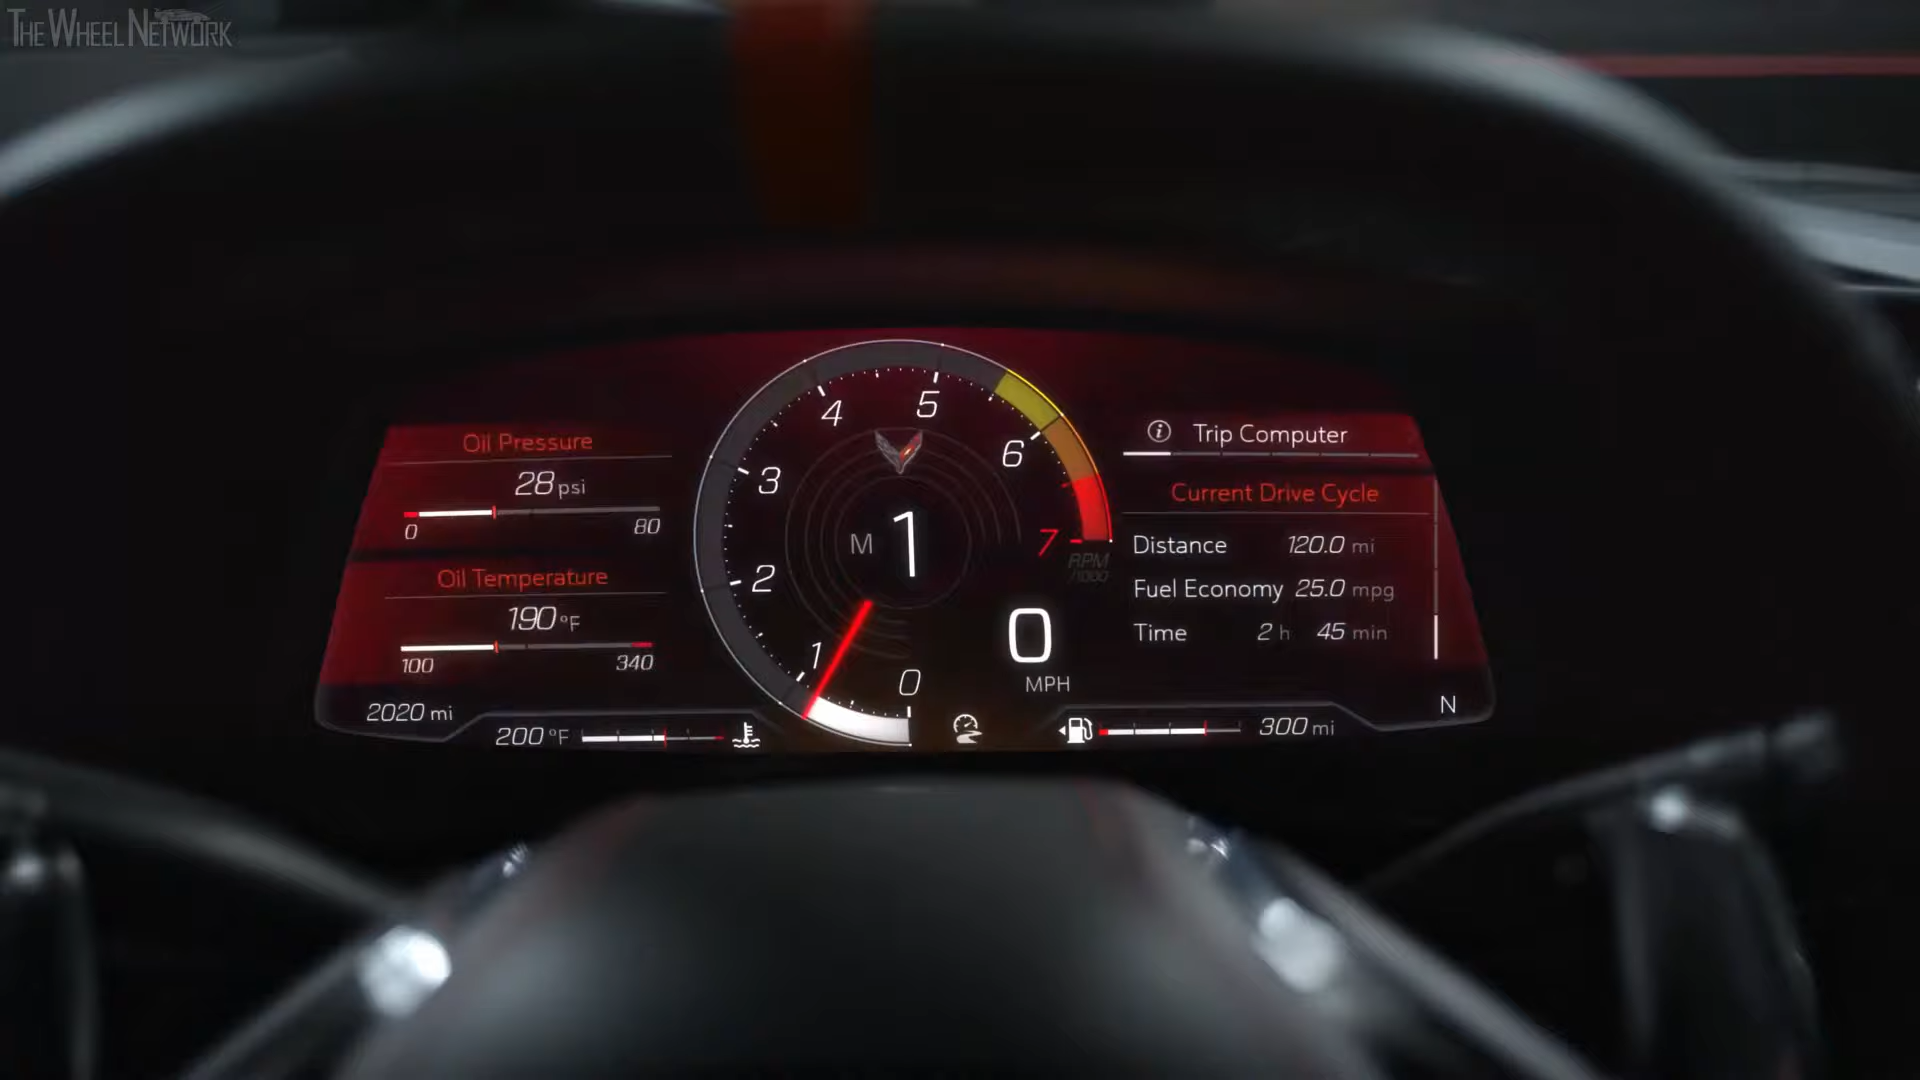 THE WHEEL NETWORK
Oil Pressure
28 psi
0 80
Oil Temperature
190 °F
100 340
2020 mi
200 °F
0 1 2 3 4 5 6 7
RPM
/1000
M 1
0
MPH
Trip Computer
Current Drive Cycle
Distance 120.0 mi
Fuel Economy 25.0 mpg
Time 2 h 45 min
N
300 mi